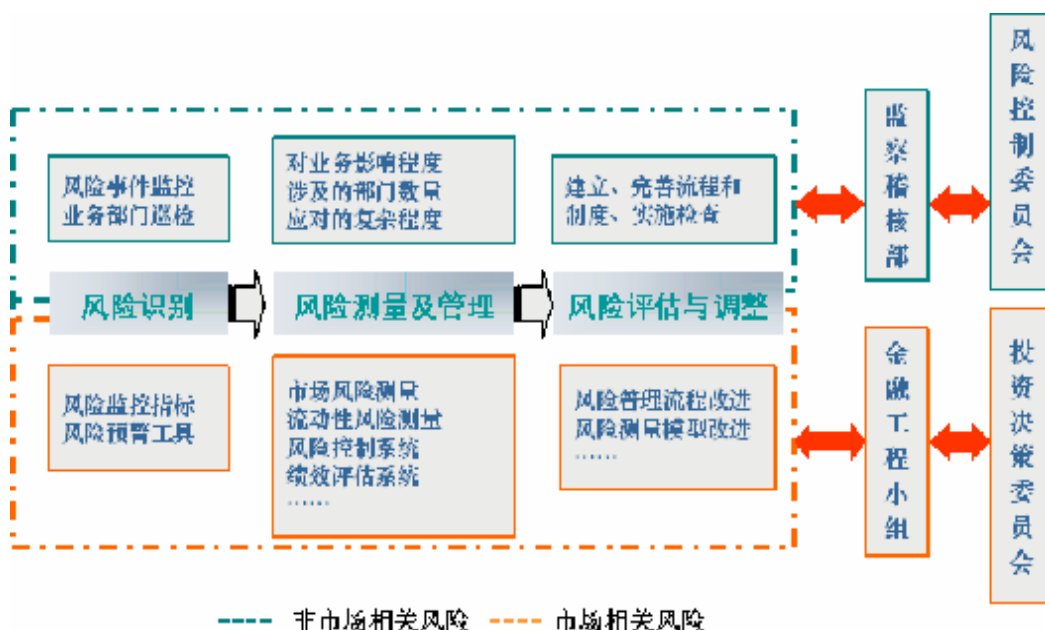 风险事件监控
业务部门巡检
对业务影响程度
涉及的部门数量
应对的复杂程度
建立、完善流程和
制度、实施检查
监察稽核部
风险控制委员会
风险识别
风险测量及管理
风险评估与调整
风险监控指标
风险预警工具
市场风险测量
流动性风险测量
风险控制系统
绩效评估系统
……
风险管理流程改进
风险测量模取改进
……
金融工程小组
投资决策委员会
非市场相关风险
市场相关风险